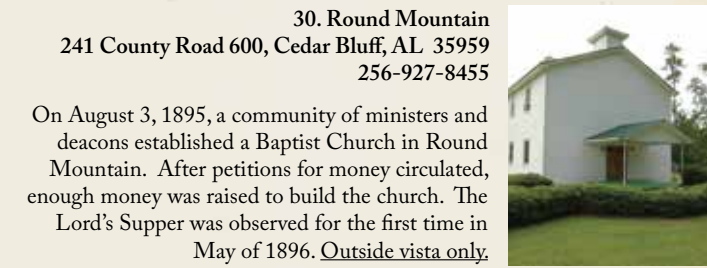 30. Round Mountain
241 County Road 600, Cedar Bluff, AL  35959
256-927-8455
On August 3, 1895, a community of ministers and
deacons established a Baptist Church in Round
Mountain.  After petitions for money circulated,
enough money was raised to build the church.  The
Lord's Supper was observed for the first time in
May of 1896. Outside vista only.